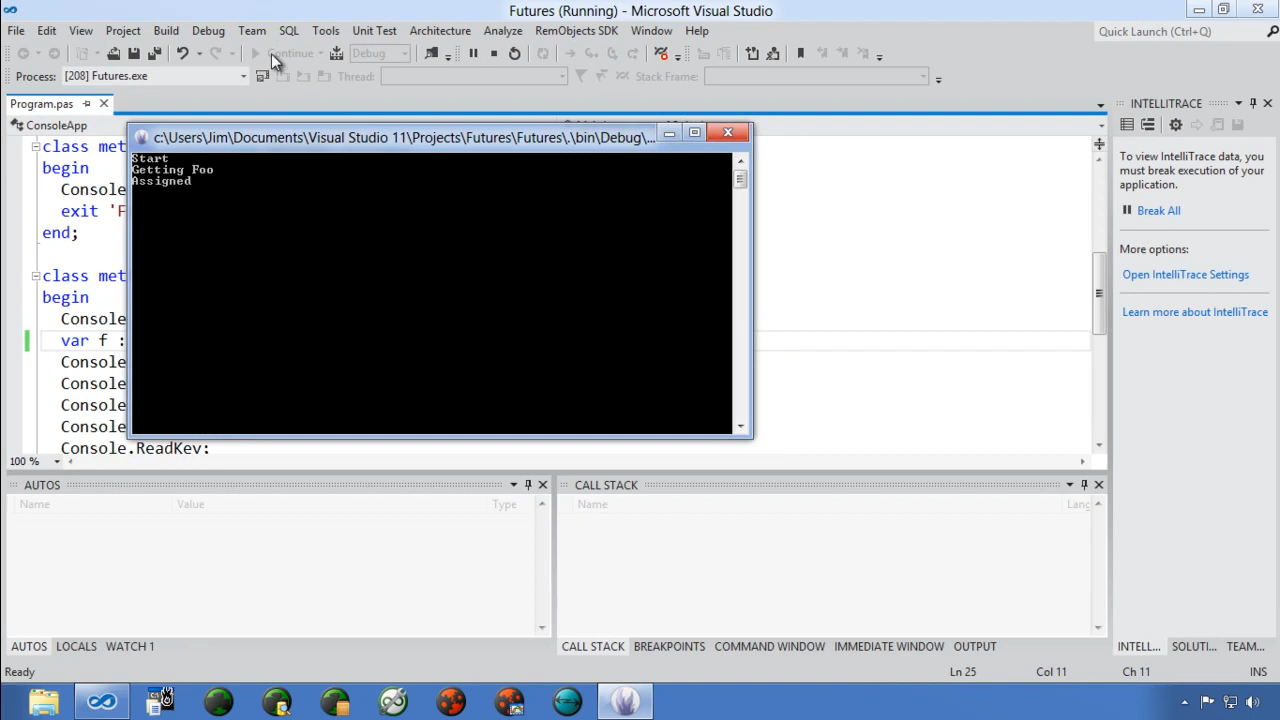 Futures (Running) - Microsoft Visual Studio
File Edit View Project Build Debug Team SQL Tools Unit Test Architecture Analyze RemObjects SDK Window Help
Quick Launch (Ctrl+Q)
Continue Debug
Process: [208] Futures.exe Thread: Stack Frame:
Program.pas
ConsoleApp
c:\Users\Jim\Documents\Visual Studio 11\Projects\Futures\Futures\.\bin\Debug\...
Start
Getting Foo
Assigned
class met
begin
Console
exit 'F
end;
class met
begin
Console
var f :
Console
Console
Console
Console
Console.ReadKey;
100 %
INTELLITRACE
To view IntelliTrace data, you
must break execution of your
application.
Break All
More options:
Open IntelliTrace Settings
Learn more about IntelliTrace
AUTOS
Name Value Type
CALL STACK
Name Lang
AUTOS LOCALS WATCH 1
CALL STACK BREAKPOINTS COMMAND WINDOW IMMEDIATE WINDOW OUTPUT
INTELL... SOLUTI... TEAM...
Ready Ln 25 Col 11 Ch 11 INS